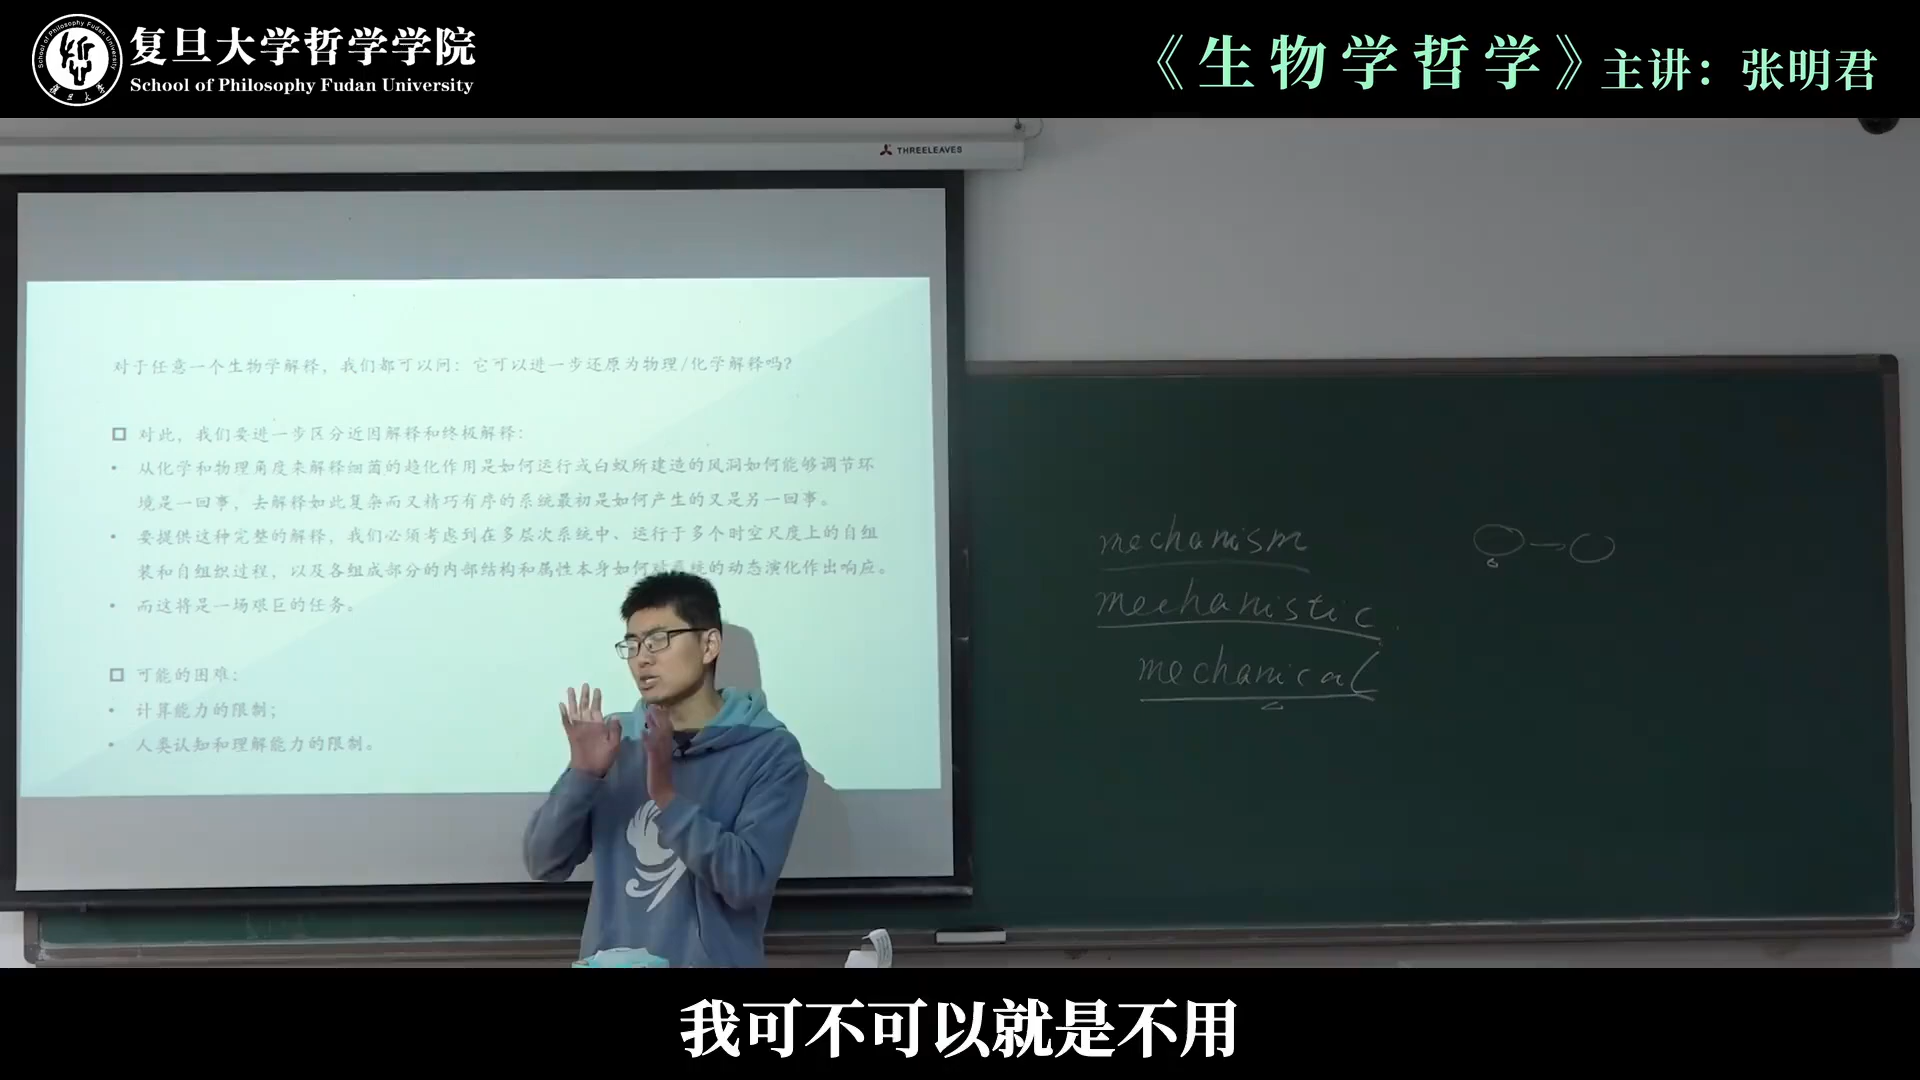 复旦大学哲学学院
School of Philosophy Fudan University
《生物学哲学》主讲：张明君
THREELEAVES
对于任意一个生物学解释，我们都可以问：它可以进一步还原为物理/化学解释吗？
对此，我们要进一步区分近因解释和终极解释：
• 从化学和物理角度来解释细菌的趋化作用是如何运行或白蚁所建造的风洞如何能够调节环
境是一回事，去解释如此复杂而又精巧有序的系统最初是如何产生的又是另一回事。
• 要提供这种完整的解释，我们必须考虑到在多层次系统中、运行于多个时空尺度上的自组
装和自组织过程，以及各组成部分的内部结构和属性本身如何对系统的动态演化作出响应。
• 而这将是一场艰巨的任务。
可能的困难：
• 计算能力的限制；
• 人类认知和理解能力的限制。
mechanism
mechanistic
mechanical
我可不可以就是不用